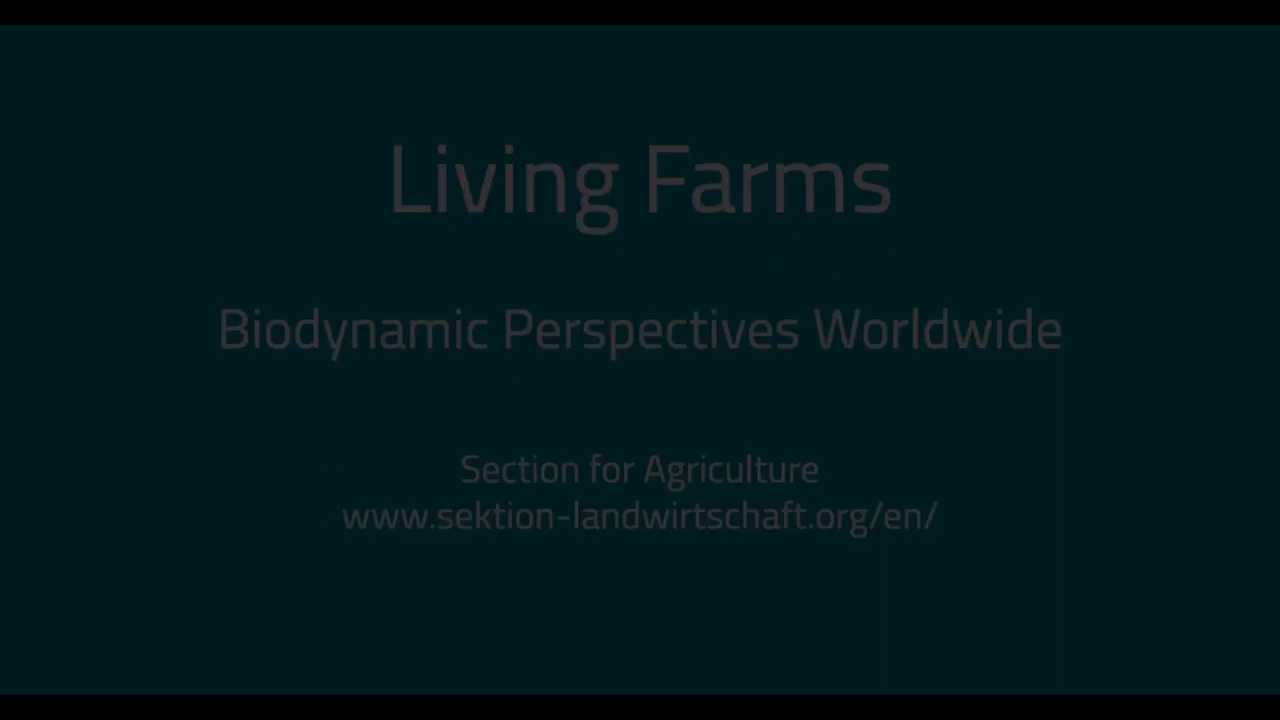 Living Farms
Biodynamic Perspectives Worldwide
Section for Agriculture
www.sektion-landwirtschaft.org/en/